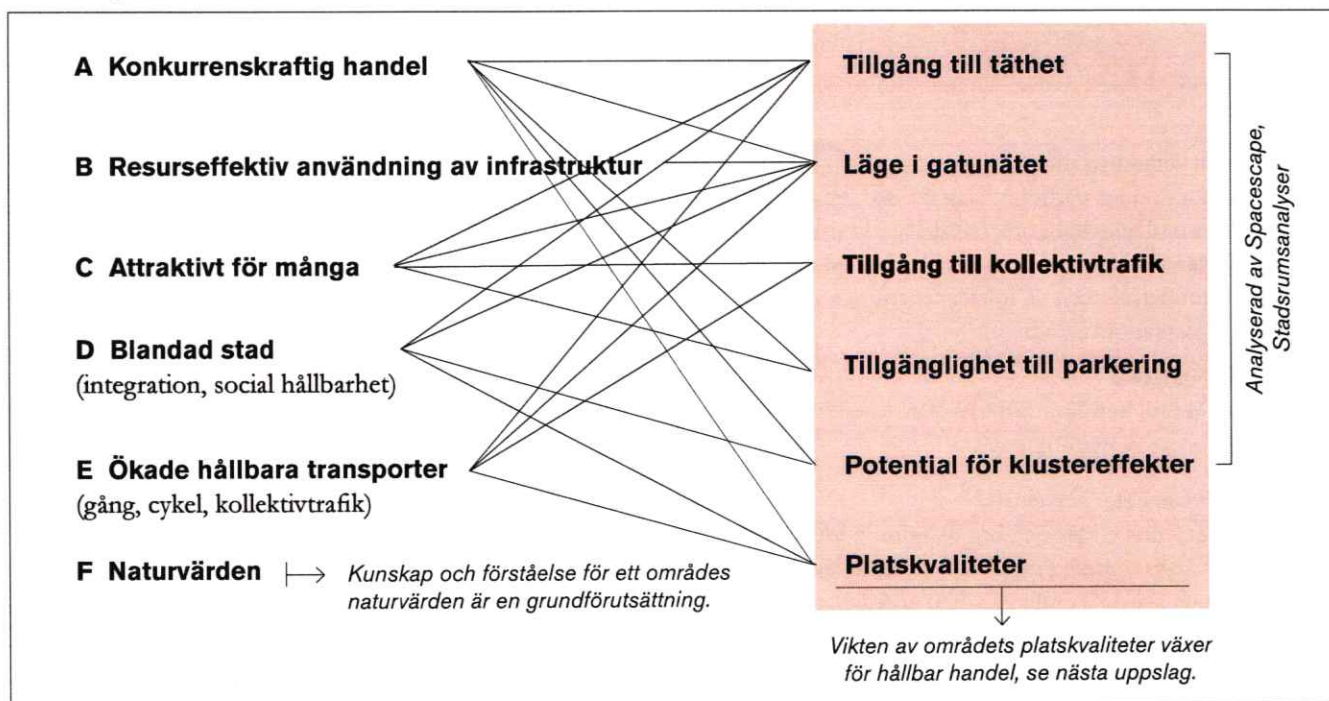 A Konkurrenskraftig handel
B Resurseffektiv användning av infrastruktur
C Attraktivt för många
D Blandad stad
(integration, social hållbarhet)
E Ökade hållbara transporter
(gång, cykel, kollektivtrafik)
F Naturvärden
Kunskap och förståelse för ett områdes
naturvärden är en grundförutsättning.
Tillgång till täthet
Läge i gatunätet
Tillgång till kollektivtrafik
Tillgänglighet till parkering
Potential för klustereffekter
Platskvaliteter
Vikten av områdets platskvaliteter växer
för hållbar handel, se nästa uppslag.
Analyserad av Spacescape,
Stadsrumsanalyser